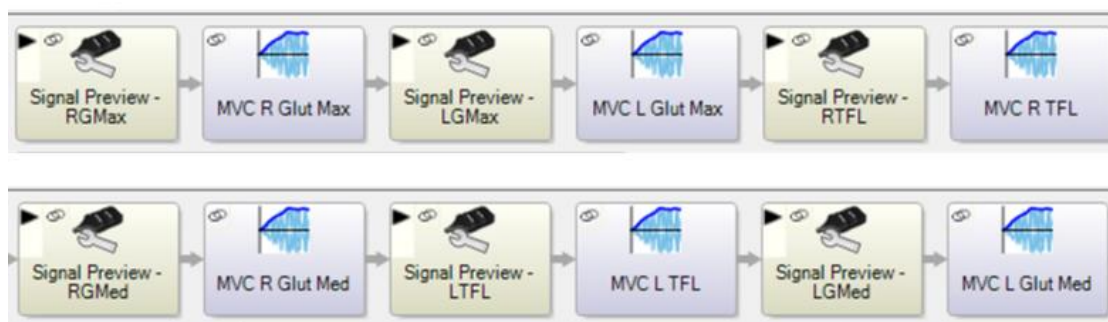 Signal Preview -
RGMax
MVC R Glut Max
Signal Preview -
LGMax
MVC L Glut Max
Signal Preview -
RTFL
MVC R TFL
Signal Preview -
RGMed
MVC R Glut Med
Signal Preview -
LTFL
MVC L TFL
Signal Preview -
LGMed
MVC L Glut Med